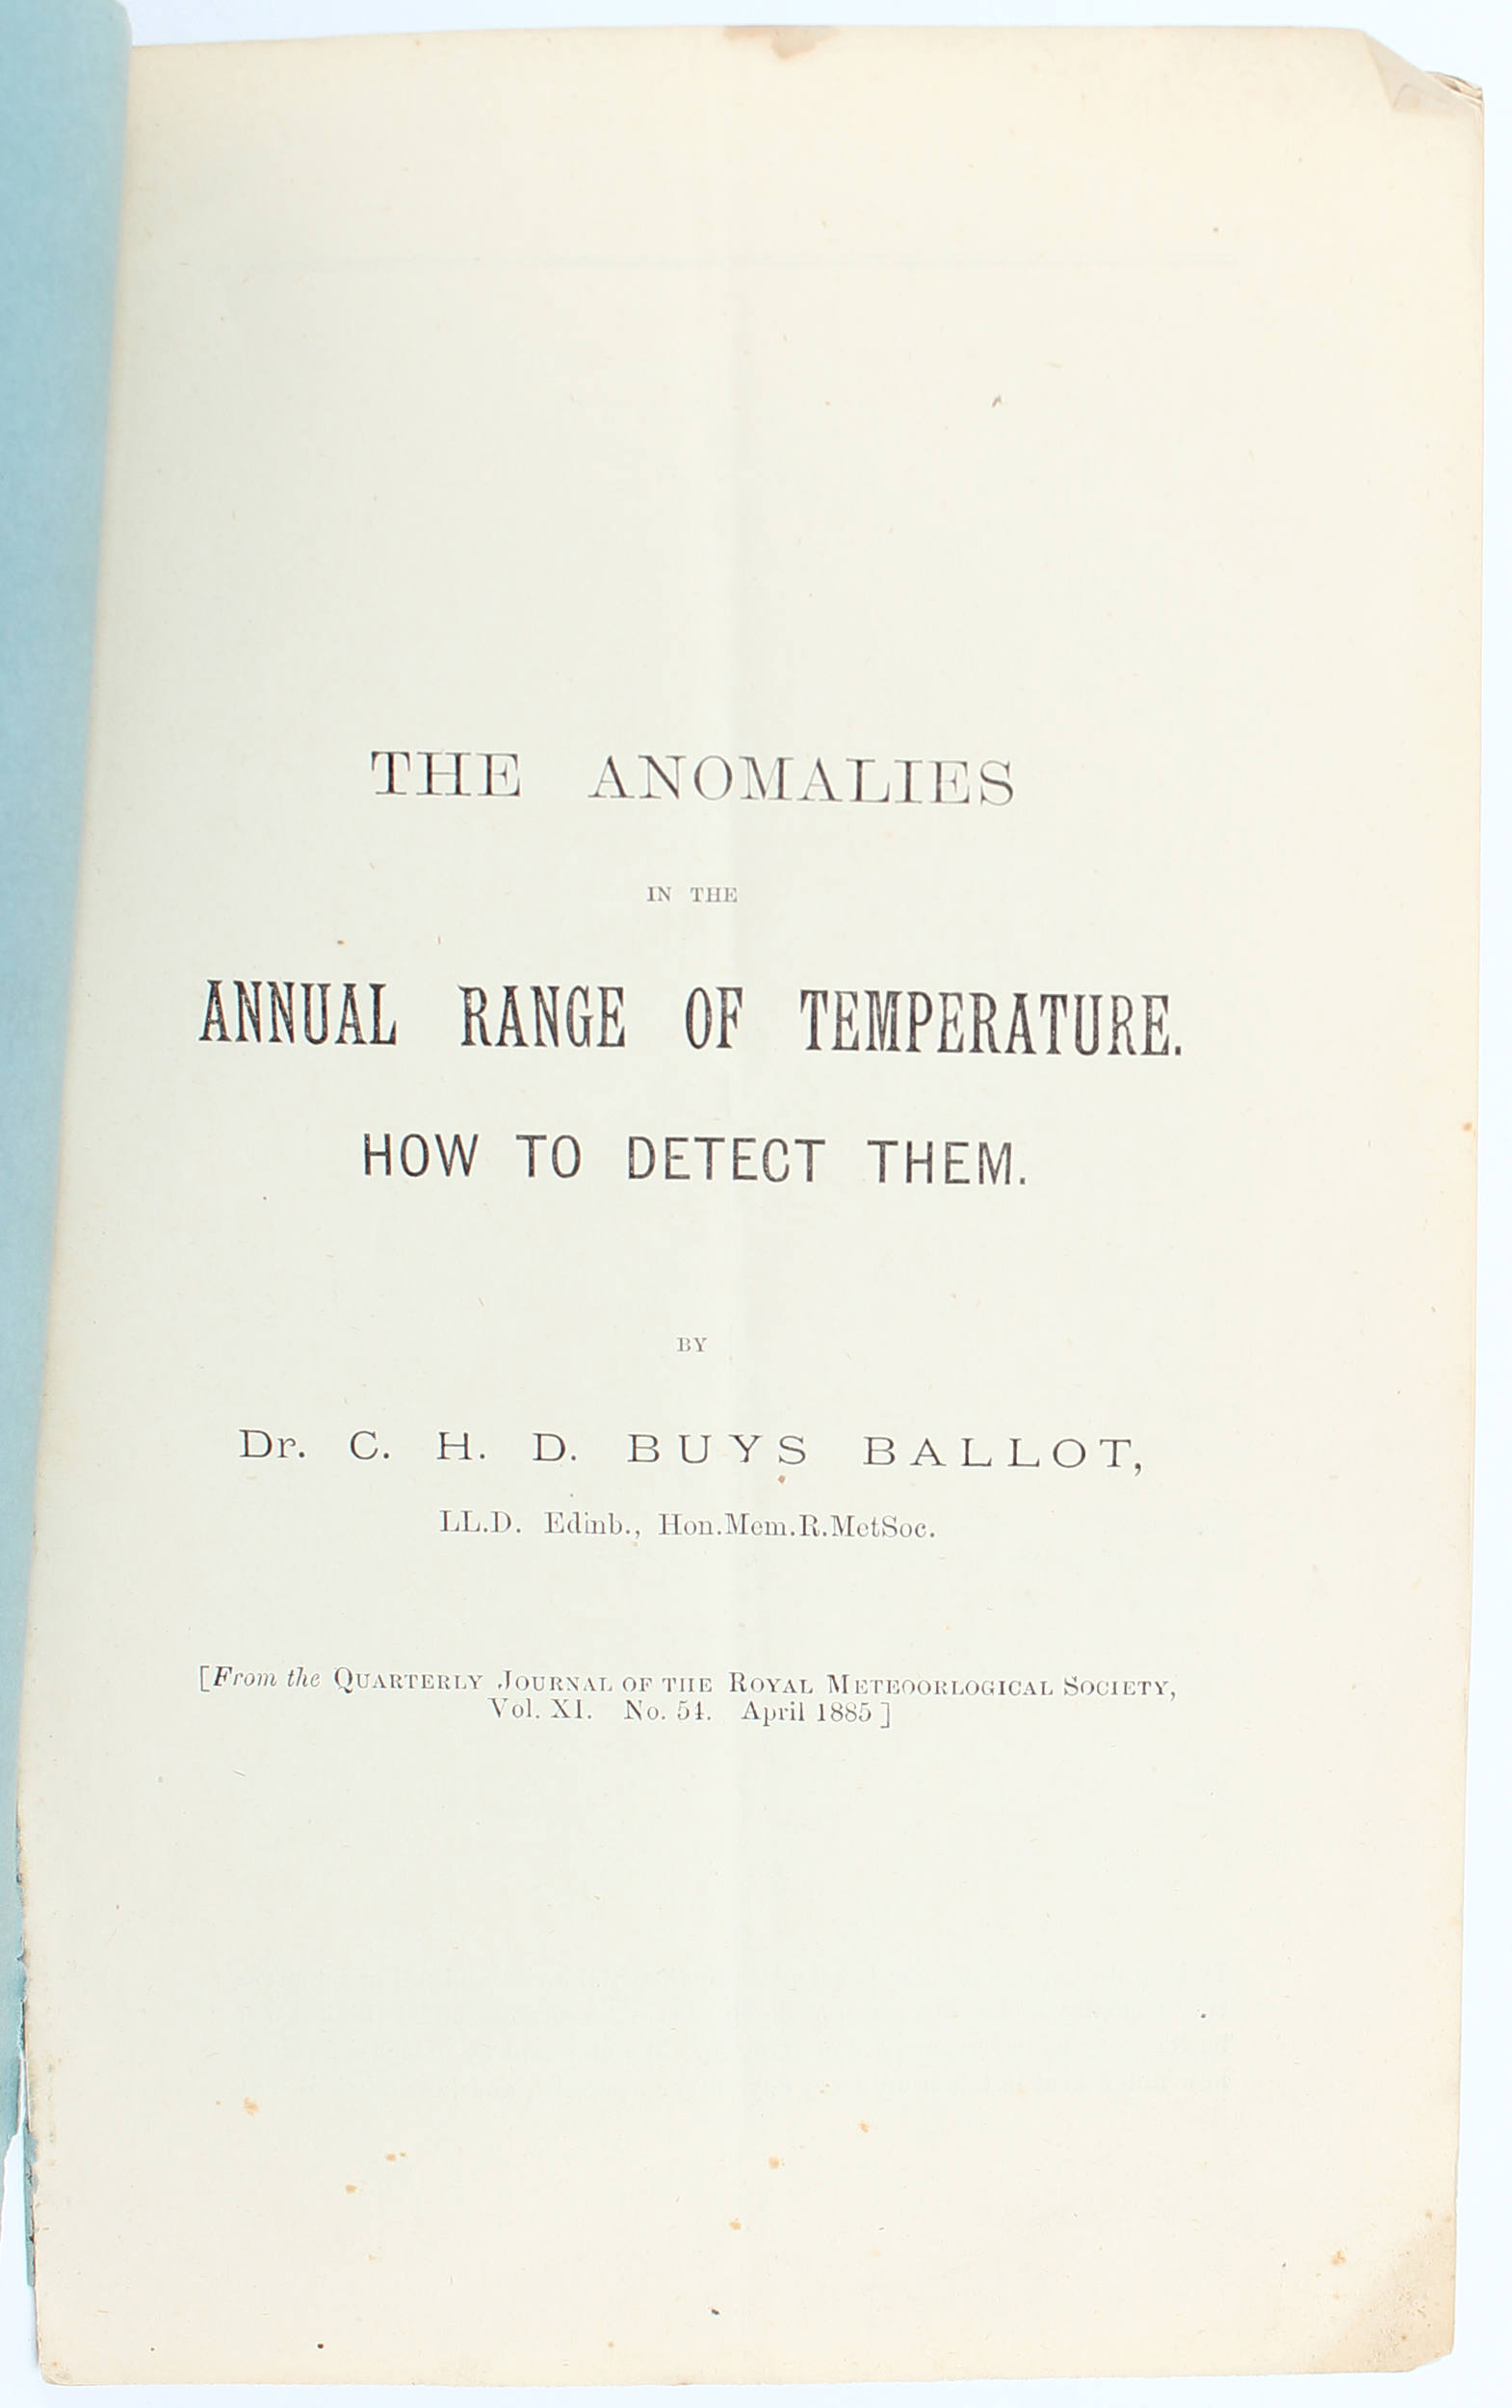 THE ANOMALIES
IN THE
ANNUAL RANGE OF TEMPERATURE.
HOW TO DETECT THEM.
BY
Dr. C. H. D. BUYS BALLOT,
LL.D. Edinb., Hon.Mem.R.MetSoc.
[From the QUARTERLY JOURNAL OF THE ROYAL METEOORLOGICAL SOCIETY,
Vol. XI. No. 54. April 1885]